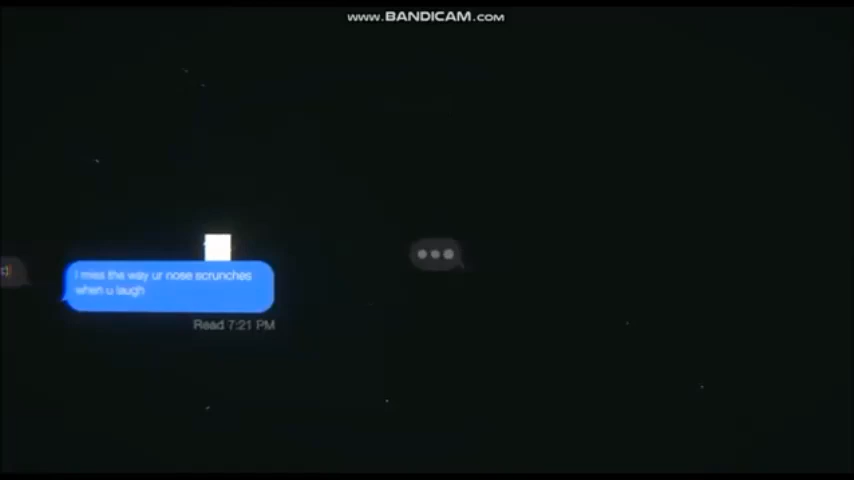 www.BANDICAM.com
I miss the way ur nose scrunches
when u laugh
Read 7:21 PM